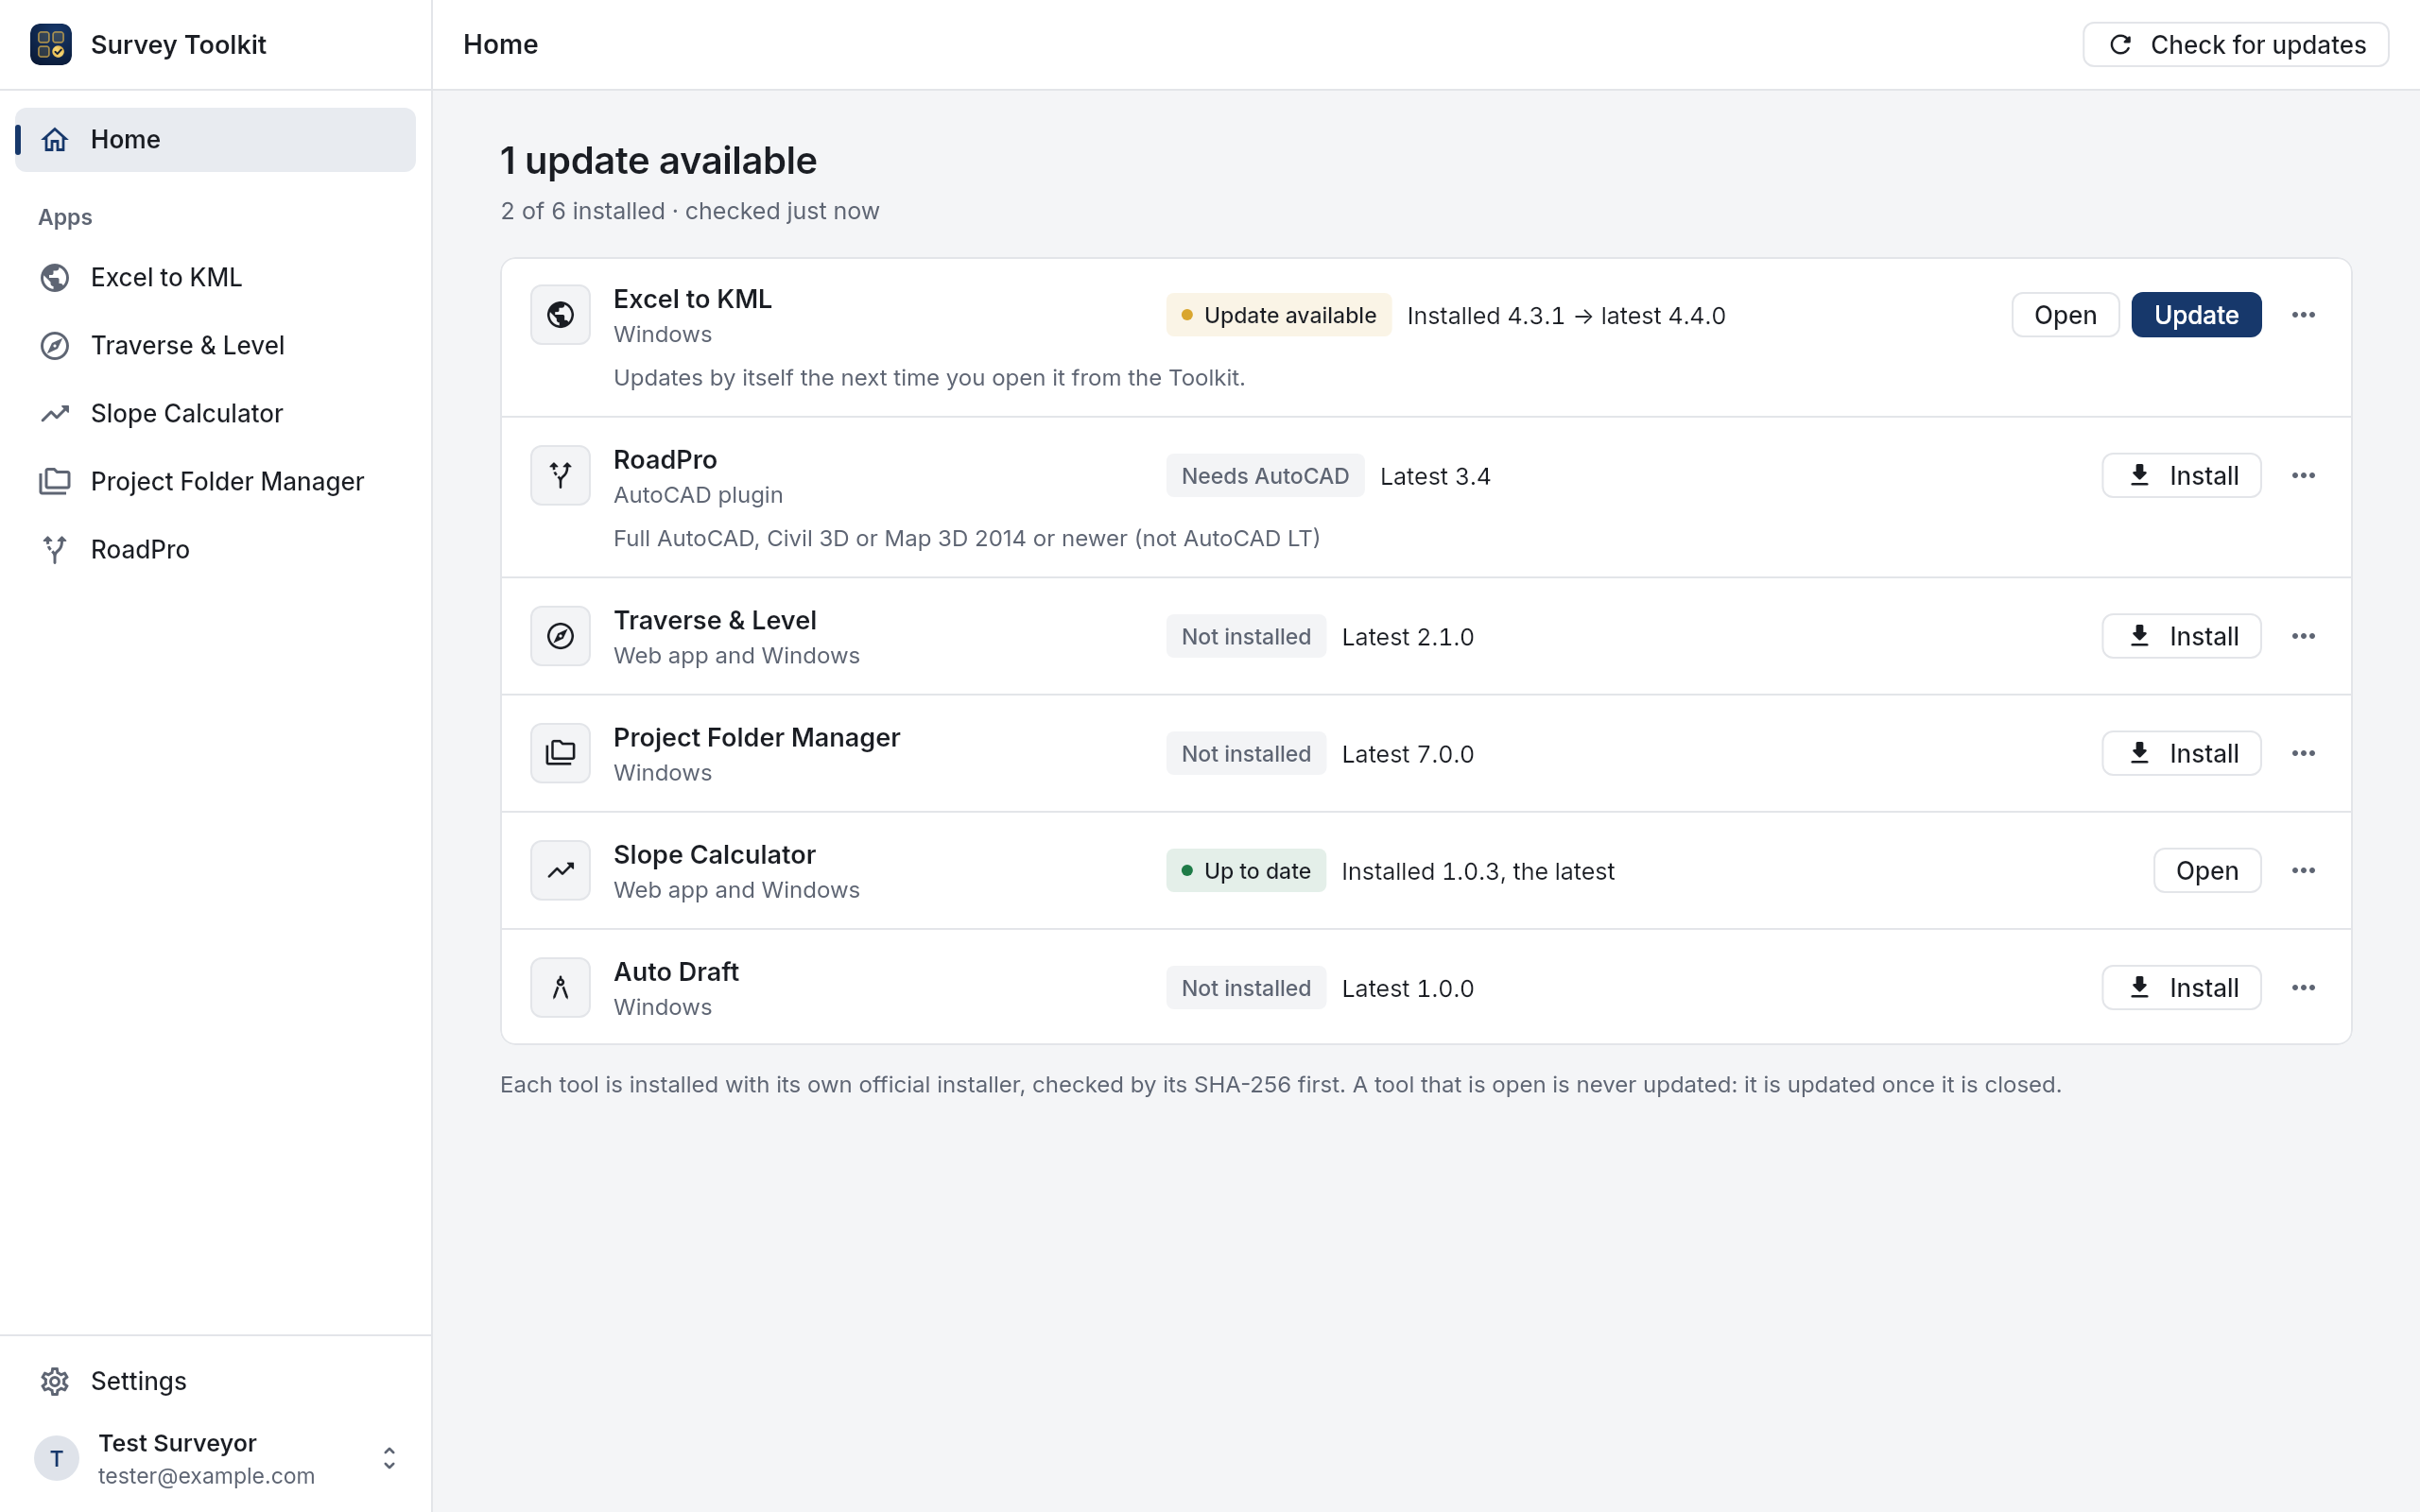 Survey Toolkit
Home
Check for updates
Home
Apps
Excel to KML
Traverse & Level
Slope Calculator
Project Folder Manager
RoadPro
Settings
T
Test Surveyor
tester@example.com
1 update available
2 of 6 installed · checked just now
Excel to KML
Windows
Update available
Installed 4.3.1 → latest 4.4.0
Open
Update
Updates by itself the next time you open it from the Toolkit.
RoadPro
AutoCAD plugin
Needs AutoCAD
Latest 3.4
Install
Full AutoCAD, Civil 3D or Map 3D 2014 or newer (not AutoCAD LT)
Traverse & Level
Web app and Windows
Not installed
Latest 2.1.0
Install
Project Folder Manager
Windows
Not installed
Latest 7.0.0
Install
Slope Calculator
Web app and Windows
Up to date
Installed 1.0.3, the latest
Open
Auto Draft
Windows
Not installed
Latest 1.0.0
Install
Each tool is installed with its own official installer, checked by its SHA-256 first. A tool that is open is never updated: it is updated once it is closed.